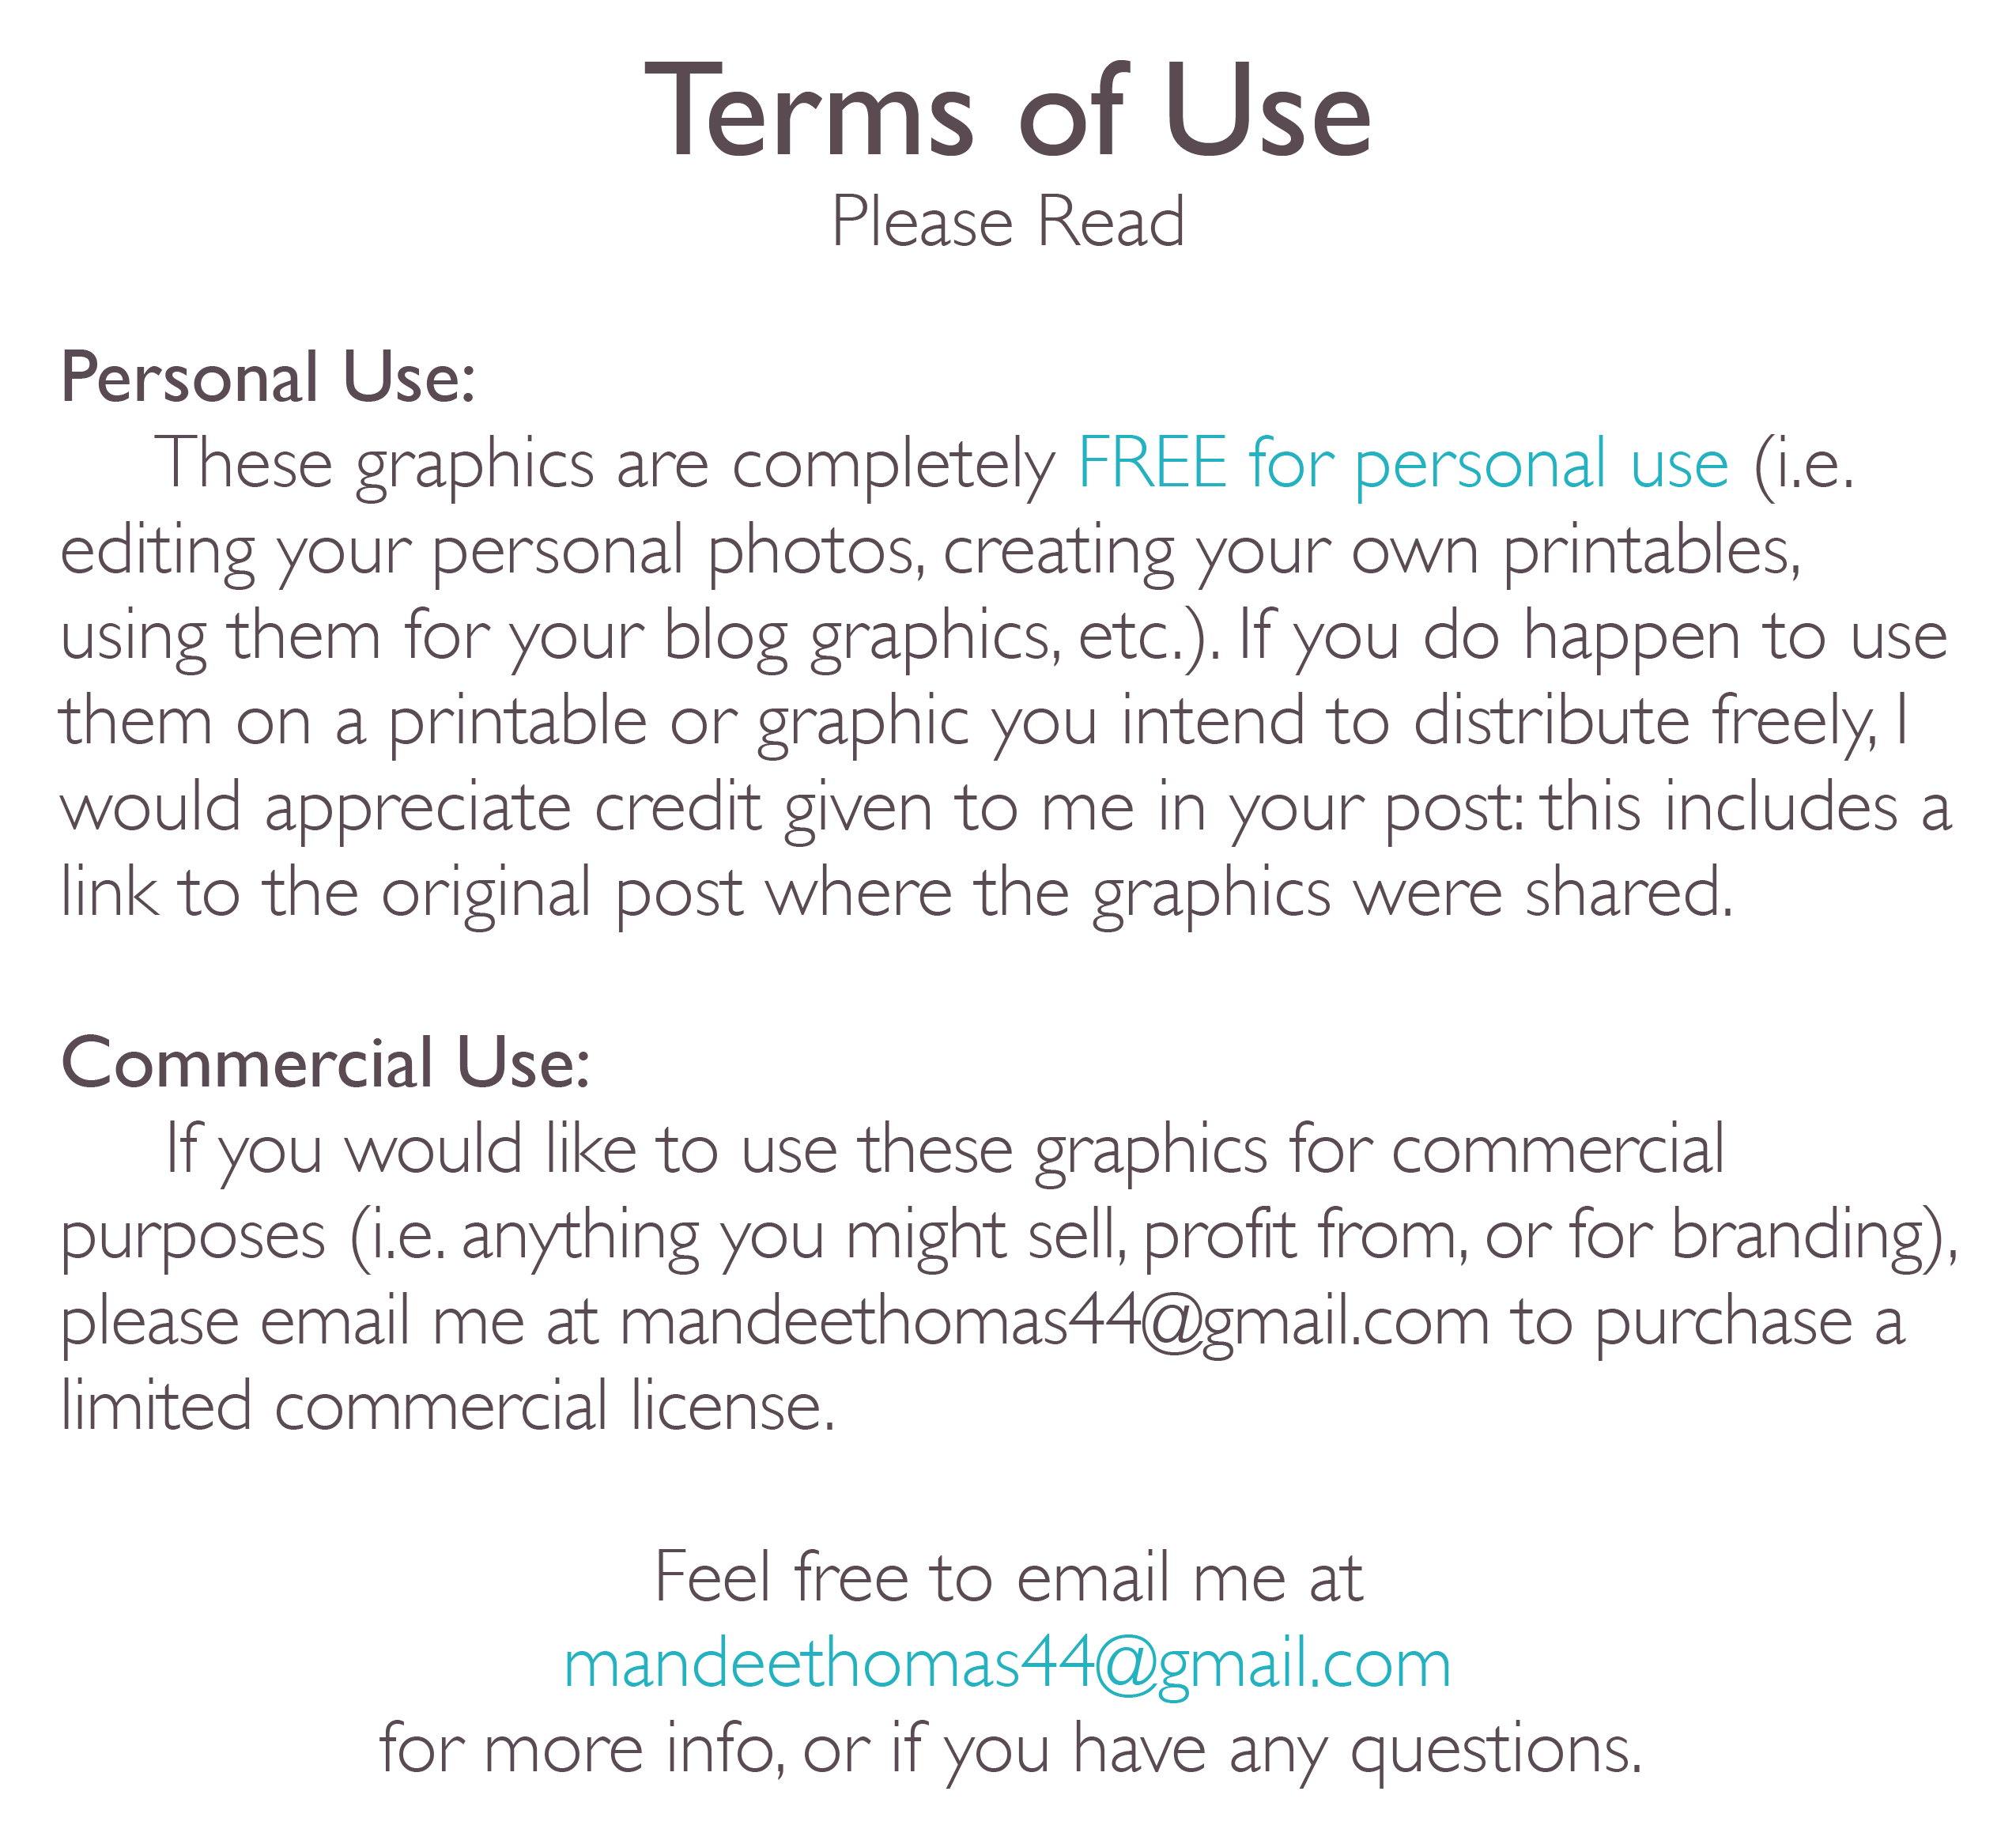 Terms of Use
Please Read
Personal Use:
These graphics are completely FREE for personal use (i.e.
editing your personal photos, creating your own printables,
using them for your blog graphics, etc.). If you do happen to use
them on a printable or graphic you intend to distribute freely, I
would appreciate credit given to me in your post: this includes a
link to the original post where the graphics were shared.
Commercial Use:
If you would like to use these graphics for commercial
purposes (i.e. anything you might sell, profit from, or for branding),
please email me at mandeethomas44@gmail.com to purchase a
limited commercial license.
Feel free to email me at
mandeethomas44@gmail.com
for more info, or if you have any questions.